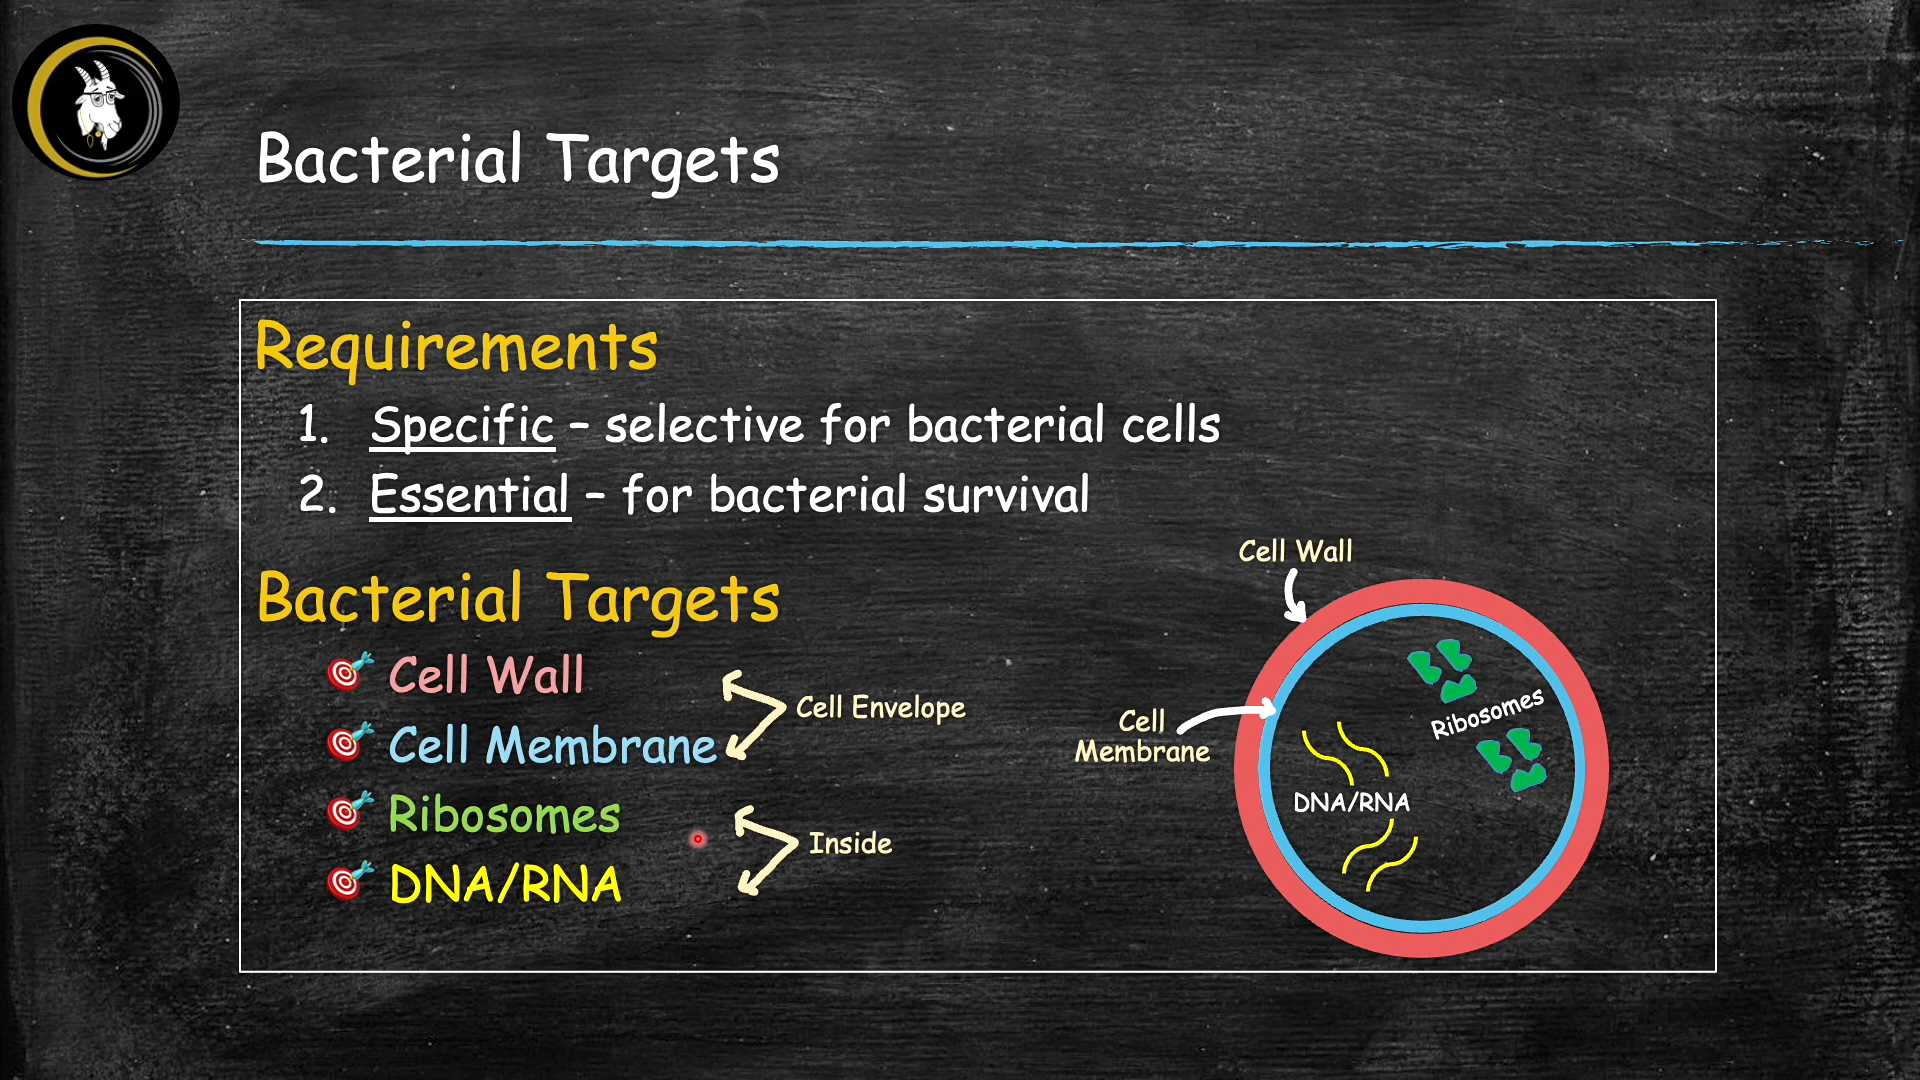 Bacterial Targets
Requirements
1. Specific – selective for bacterial cells
2. Essential – for bacterial survival
Bacterial Targets
Cell Wall
Cell Membrane
Ribosomes
DNA/RNA
Cell Envelope
Inside
Cell Wall
Cell
Membrane
Ribosomes
DNA/RNA